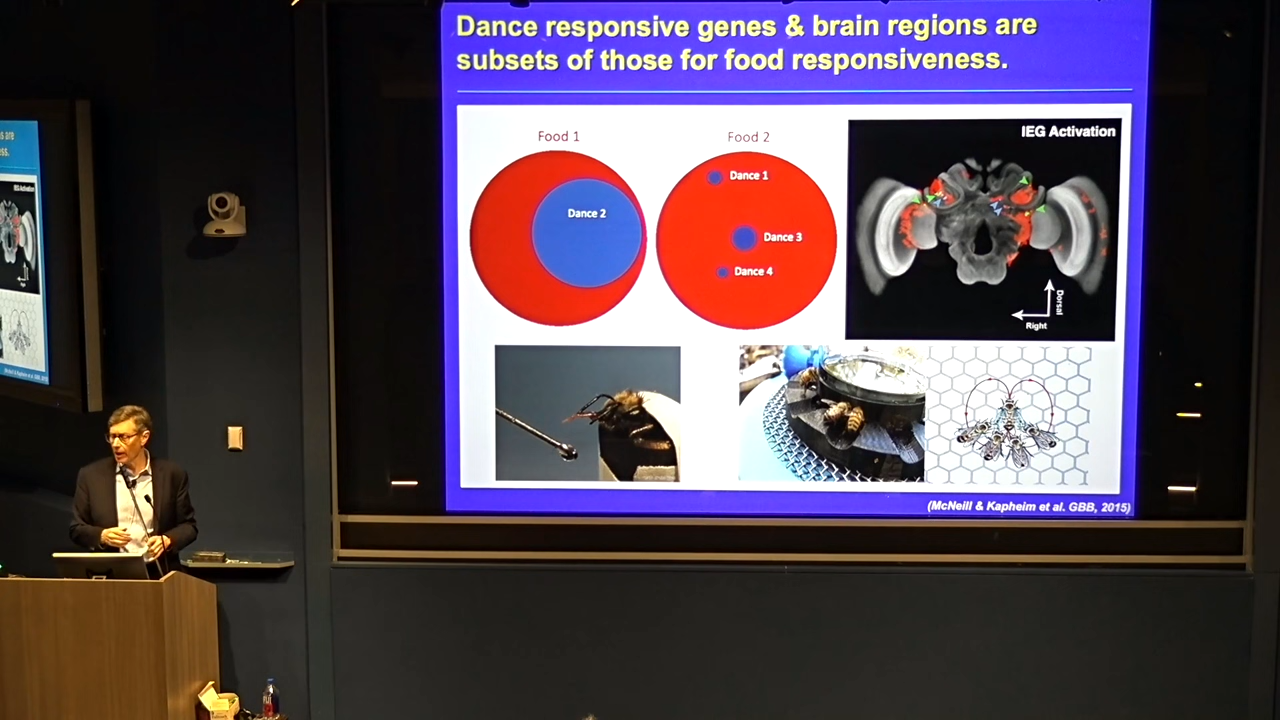 Dance responsive genes & brain regions are
subsets of those for food responsiveness.
Food 1
Food 2
IEG Activation
Dance 2
Dance 1
Dance 3
Dance 4
Dorsal
Right
(McNeill & Kapheim et al. GBB, 2015)